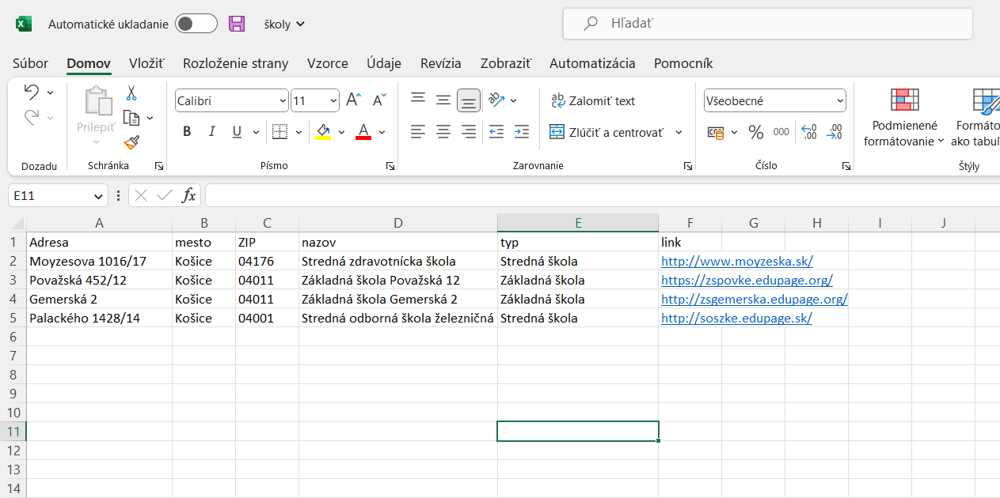 Automatické ukladanie
školy
Hľadať
Súbor Domov Vložiť Rozloženie strany Vzorce Údaje Revízia Zobraziť Automatizácia Pomocník
Prilepiť
Calibri 11
B I U A
Zalomiť text
Zlúčiť a centrovať
Všeobecné
% 000
Podmienené formátovanie
Formáto
ako tabuľ
Dozadu Schránka Písmo Zarovnanie Číslo Štýly
E11 fx
A B C D E F G H I J
1 Adresa mesto ZIP nazov typ link
2 Moyzesova 1016/17 Košice 04176 Stredná zdravotnícka škola Stredná škola http://www.moyzeska.sk/
3 Považská 452/12 Košice 04011 Základná škola Považská 12 Základná škola https://zspovke.edupage.org/
4 Gemerská 2 Košice 04011 Základná škola Gemerská 2 Základná škola http://zsgemerska.edupage.org/
5 Palackého 1428/14 Košice 04001 Stredná odborná škola železničná Stredná škola http://soszke.edupage.sk/
6
7
8
9
10
11
12
13
14